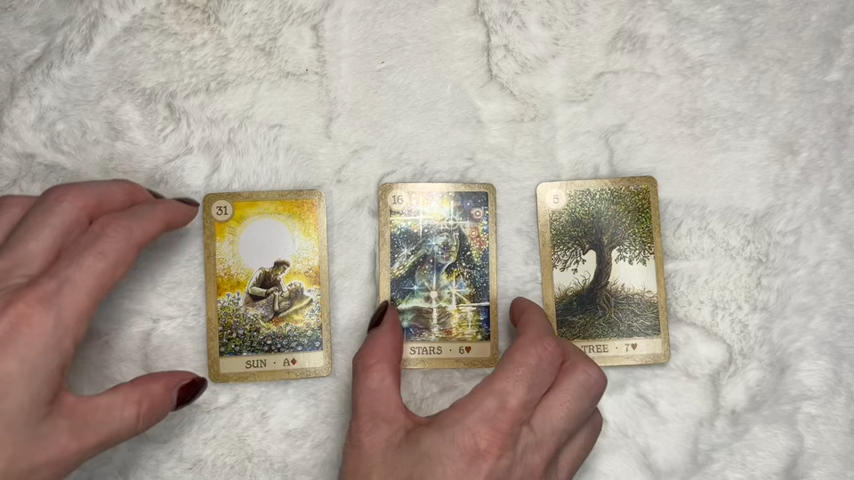 31
SUN · A♦
16
STARS · 6♥
5
TREE · 7♥